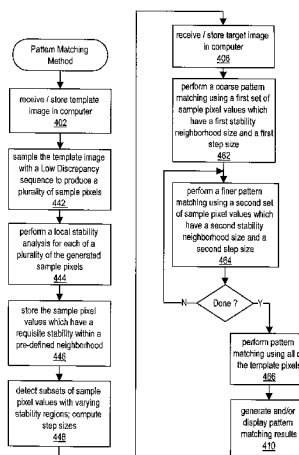 Pattern Matching
Method
receive / store template
image in computer
402
sample the template image
with a Low Discrepancy
sequence to produce a
plurality of sample pixels
442
perform a local stability
analysis for each of a
plurality of the generated
sample pixels
444
store the sample pixel
values which have a
requisite stability within a
pre-defined neighborhood
446
detect subsets of sample
pixel values with varying
stability regions; compute
step sizes
448
receive / store target image
in computer
406
perform a coarse pattern
matching using a first set of
sample pixel values which
have a first stability
neighborhood size and a first
step size
462
perform a finer pattern
matching using a second set
of sample pixel values which
have a second stability
neighborhood size and a
second step size
464
N
Done ?
Y
perform pattern
matching using all of
the template pixels
466
generate and/or
display pattern
matching results
410